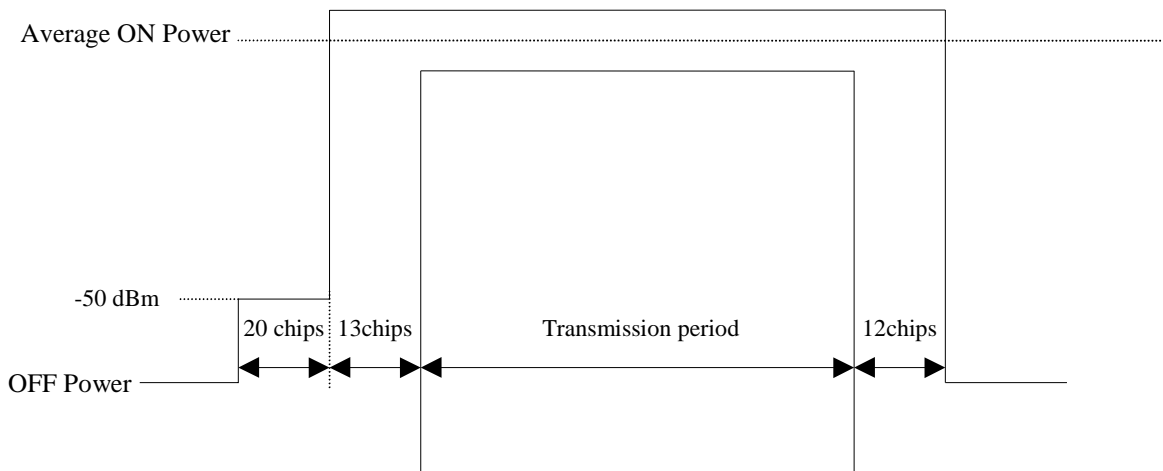 Average ON Power
-50 dBm
20 chips 13chips Transmission period 12chips
OFF Power